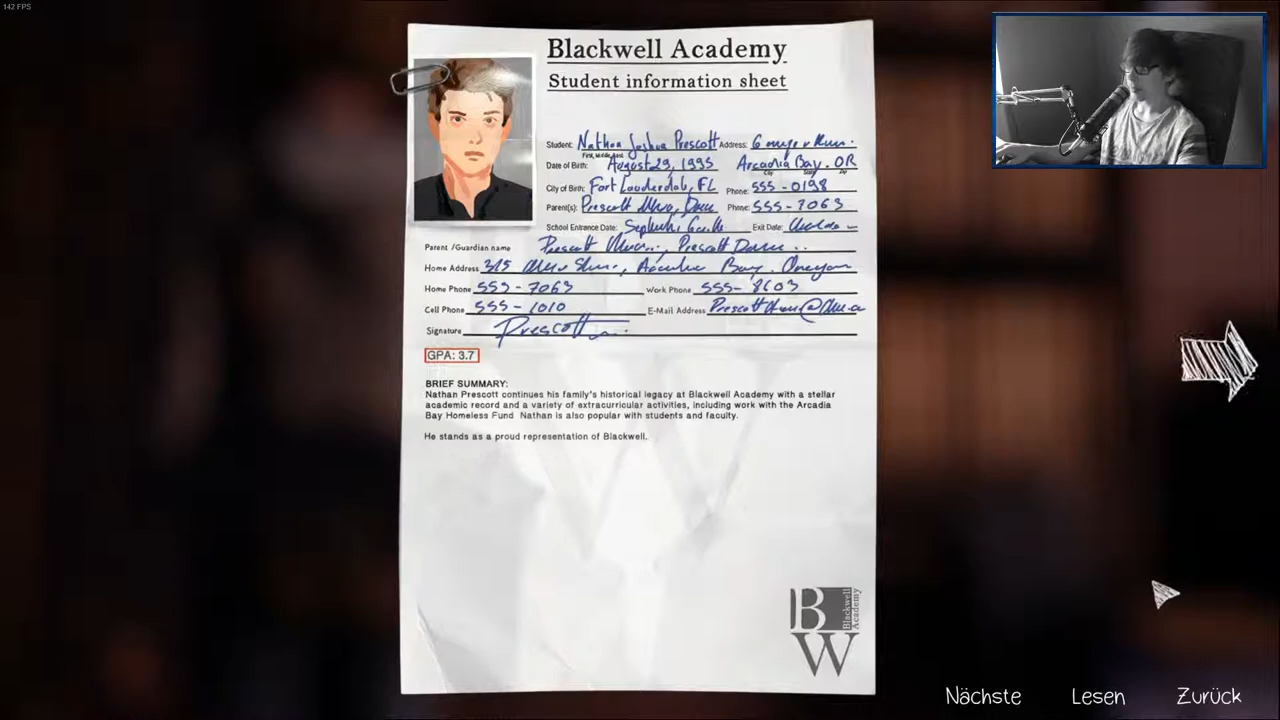 142 FPS
Blackwell Academy
Student information sheet
Student: Nathan Joshua Prescott Address:
First, Middle, Last
Date of Birth: August 29, 1995 Arcadia Bay. OR
City State Zip
City of Birth: Fort Lauderdale, FL Phone: 555-0198
Parent(s): Prescott Phone: 555-7063
School Entrance Date: Exit Date:
Parent /Guardian name Prescott Prescott
Home Address 315 Bay. Oregon
Home Phone 555-7063 Work Phone 555-8603
Cell Phone 555-1010 E-Mail Address
Signature Prescott
GPA: 3.7
BRIEF SUMMARY:
Nathan Prescott continues his family's historical legacy at Blackwell Academy with a stellar
academic record and a variety of extracurricular activities, including work with the Arcadia
Bay Homeless Fund Nathan is also popular with students and faculty.
He stands as a proud representation of Blackwell.
B
Blackwell
Academy
W
Nächste Lesen Zurück